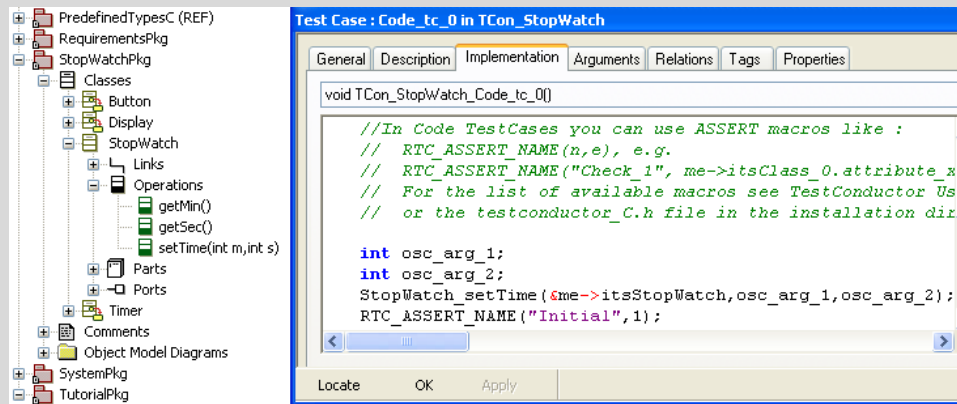 PredefinedTypesC (REF)
RequirementsPkg
StopWatchPkg
Classes
Button
Display
StopWatch
Links
Operations
getMin()
getSec()
setTime(int m,int s)
Parts
Ports
Timer
Comments
Object Model Diagrams
SystemPkg
TutorialPkg
Test Case : Code_tc_0 in TCon_StopWatch
General Description Implementation Arguments Relations Tags Properties
void TCon_StopWatch_Code_tc_0()
//In Code TestCases you can use ASSERT macros like :
// RTC_ASSERT_NAME(n,e), e.g.
// RTC_ASSERT_NAME("Check_1", me->itsClass_0.attribute_x
// For the list of available macros see TestConductor Us
// or the testconductor_C.h file in the installation dir
int osc_arg_1;
int osc_arg_2;
StopWatch_setTime(&me->itsStopWatch,osc_arg_1,osc_arg_2);
RTC_ASSERT_NAME("Initial",1);
Locate OK Apply